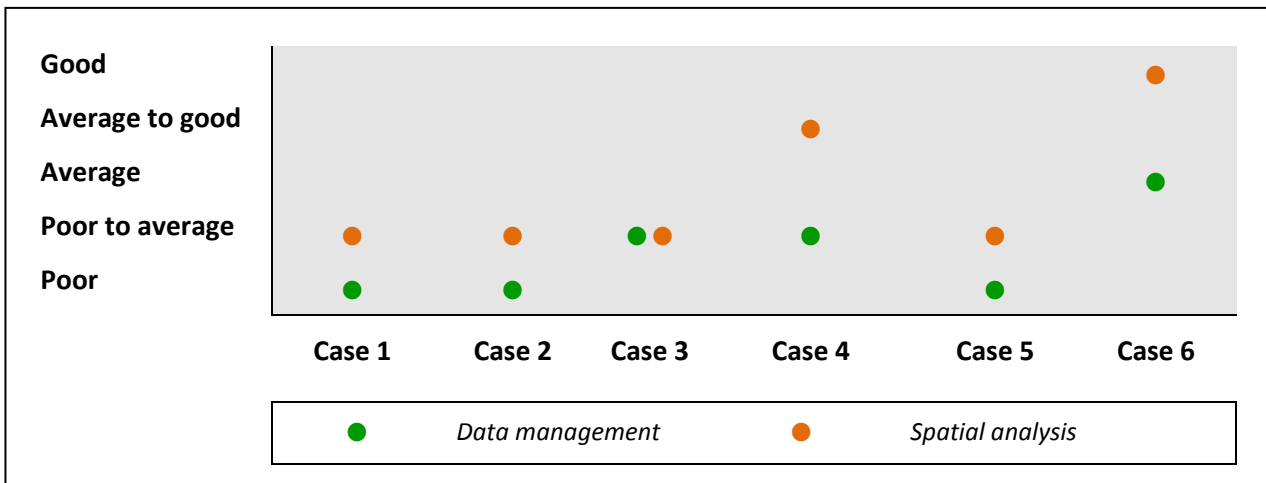 Good
Average to good
Average
Poor to average
Poor
Case 1 Case 2 Case 3 Case 4 Case 5 Case 6
Data management Spatial analysis